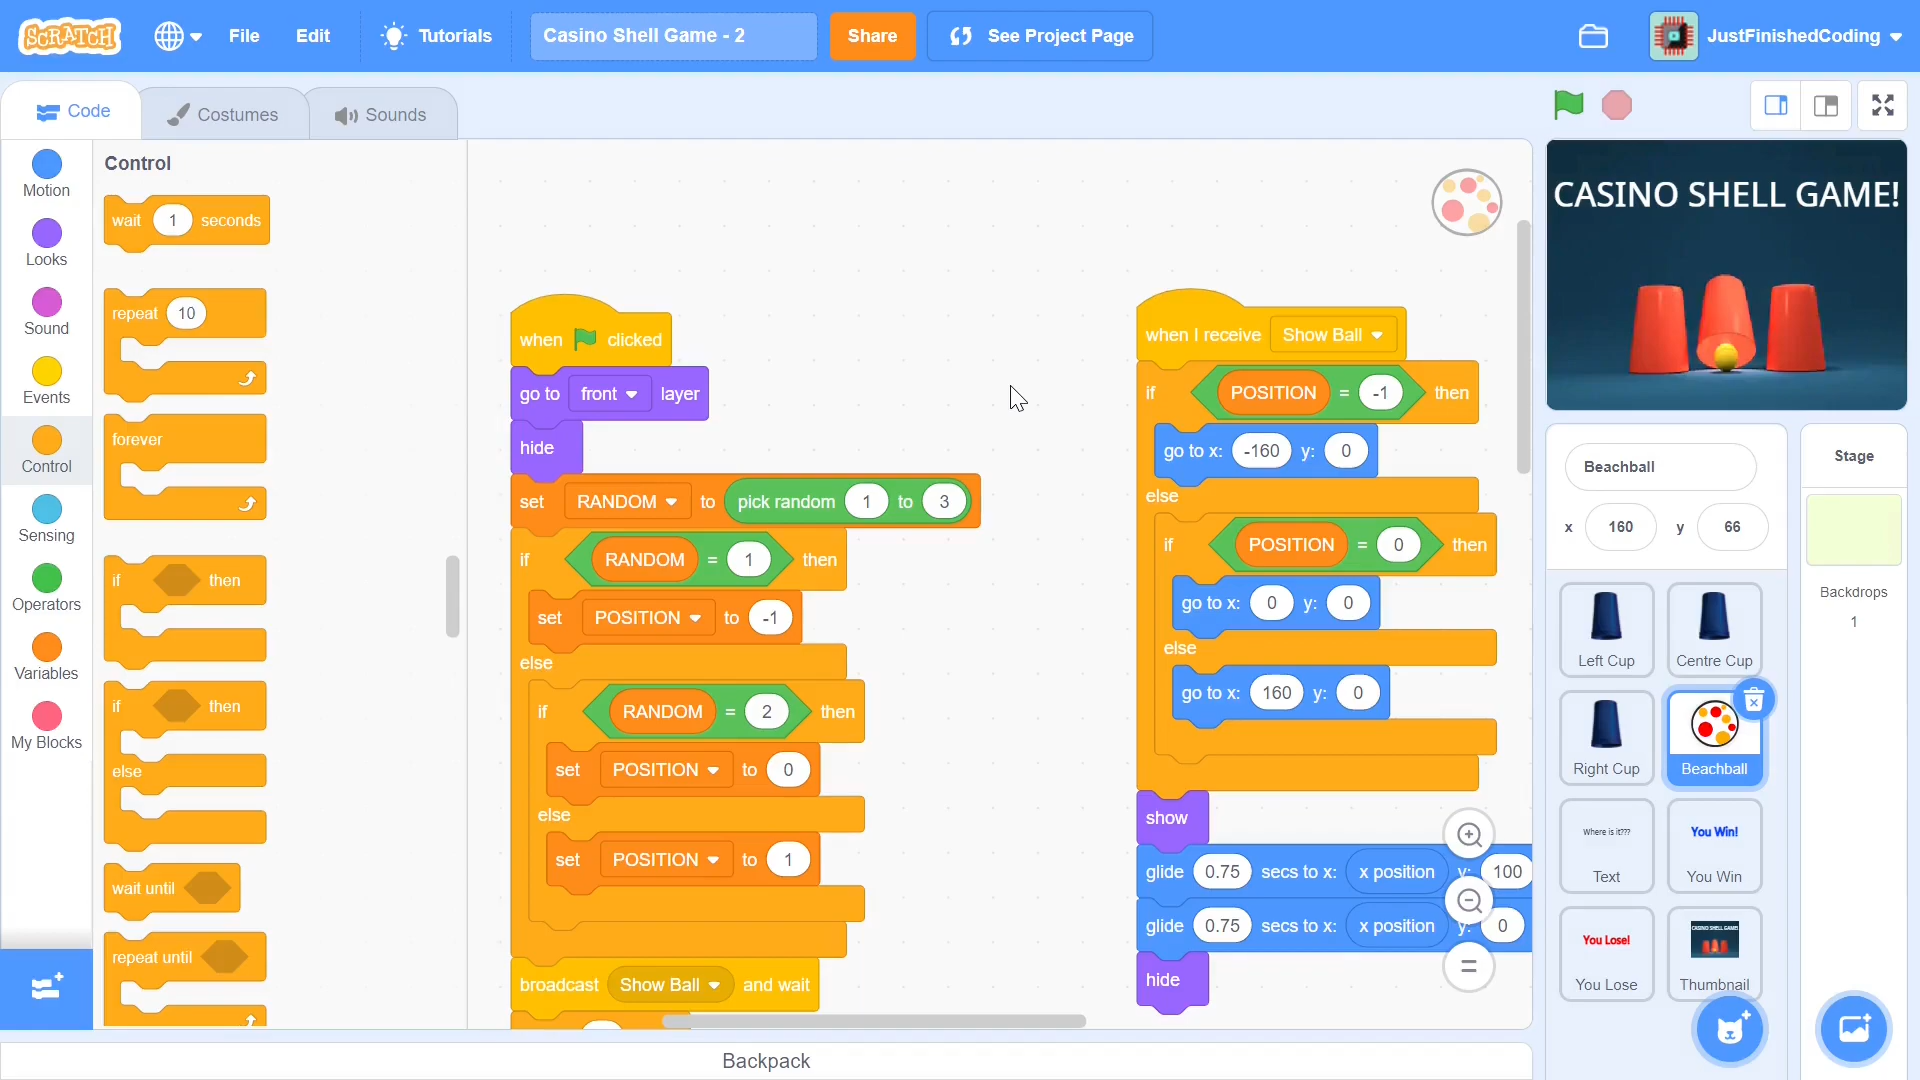 SCRATCH
File
Edit
Tutorials
Casino Shell Game - 2
Share
See Project Page
JustFinishedCoding
Code
Costumes
Sounds
Motion
Looks
Sound
Events
Control
Sensing
Operators
Variables
My Blocks
Control
wait 1 seconds
repeat 10
forever
if then
if then
else
wait until
repeat until
when clicked
go to front layer
hide
set RANDOM to pick random 1 to 3
if RANDOM = 1 then
set POSITION to -1
else
if RANDOM = 2 then
set POSITION to 0
else
set POSITION to 1
broadcast Show Ball and wait
when I receive Show Ball
if POSITION = -1 then
go to x: -160 y: 0
else
if POSITION = 0 then
go to x: 0 y: 0
else
go to x: 160 y: 0
show
glide 0.75 secs to x: x position y: 100
glide 0.75 secs to x: x position y: 0
hide
=
Backpack
CASINO SHELL GAME!
Beachball
x 160 y 66
Left Cup
Centre Cup
Right Cup
Beachball
Where is it???
Text
You Win!
You Win
You Lose!
You Lose
CASINO SHELL GAME!
Thumbnail
Stage
Backdrops
1